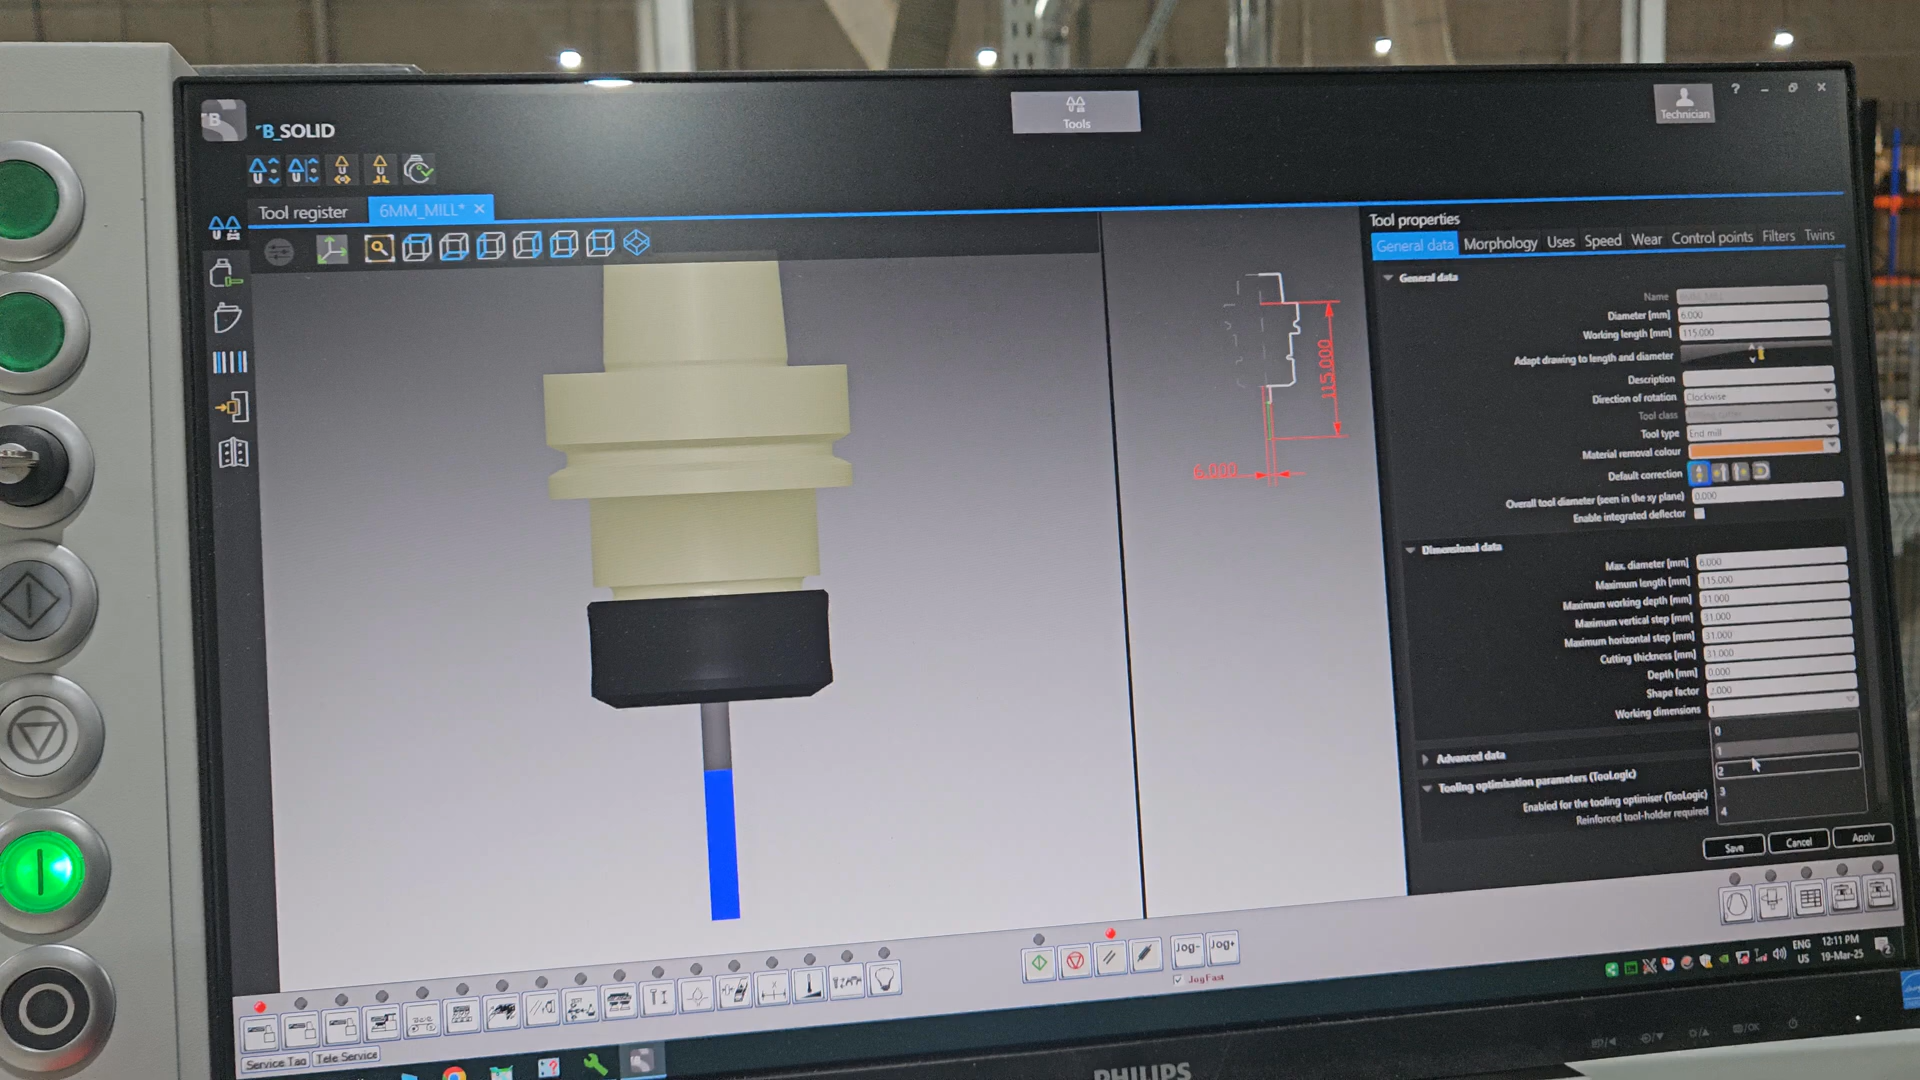 B_SOLID
Tools
Technician
? – ×
Tool register
6MM_MILL* ×
Tool properties
General data Morphology Uses Speed Wear Control points Filters Twins
General data
Name
Diameter [mm] 6.000
Working length [mm] 115.000
Adapt drawing to length and diameter
Description
Direction of rotation Clockwise
Tool class
Tool type End mill
Material removal colour
Default correction
Overall tool diameter (seen in the xy plane) 0.000
Enable integrated deflector
Dimensional data
Max. diameter [mm] 6.000
Maximum length [mm] 115.000
Maximum working depth [mm] 31.000
Maximum vertical step [mm] 31.000
Maximum horizontal step [mm] 31.000
Cutting thickness [mm] 31.000
Depth [mm] 0.000
Shape factor 2.000
Working dimensions 1
0
1
2
3
4
Advanced data
Tooling optimisation parameters (TooLogic)
Enabled for the tooling optimiser (TooLogic)
Reinforced tool-holder required
Save Cancel Apply
115.000
6.000
Jog- Jog+
JogFast
Service Tag Tele Service
ENG
US
12:11 PM
19-Mar-25
2
PHILIPS